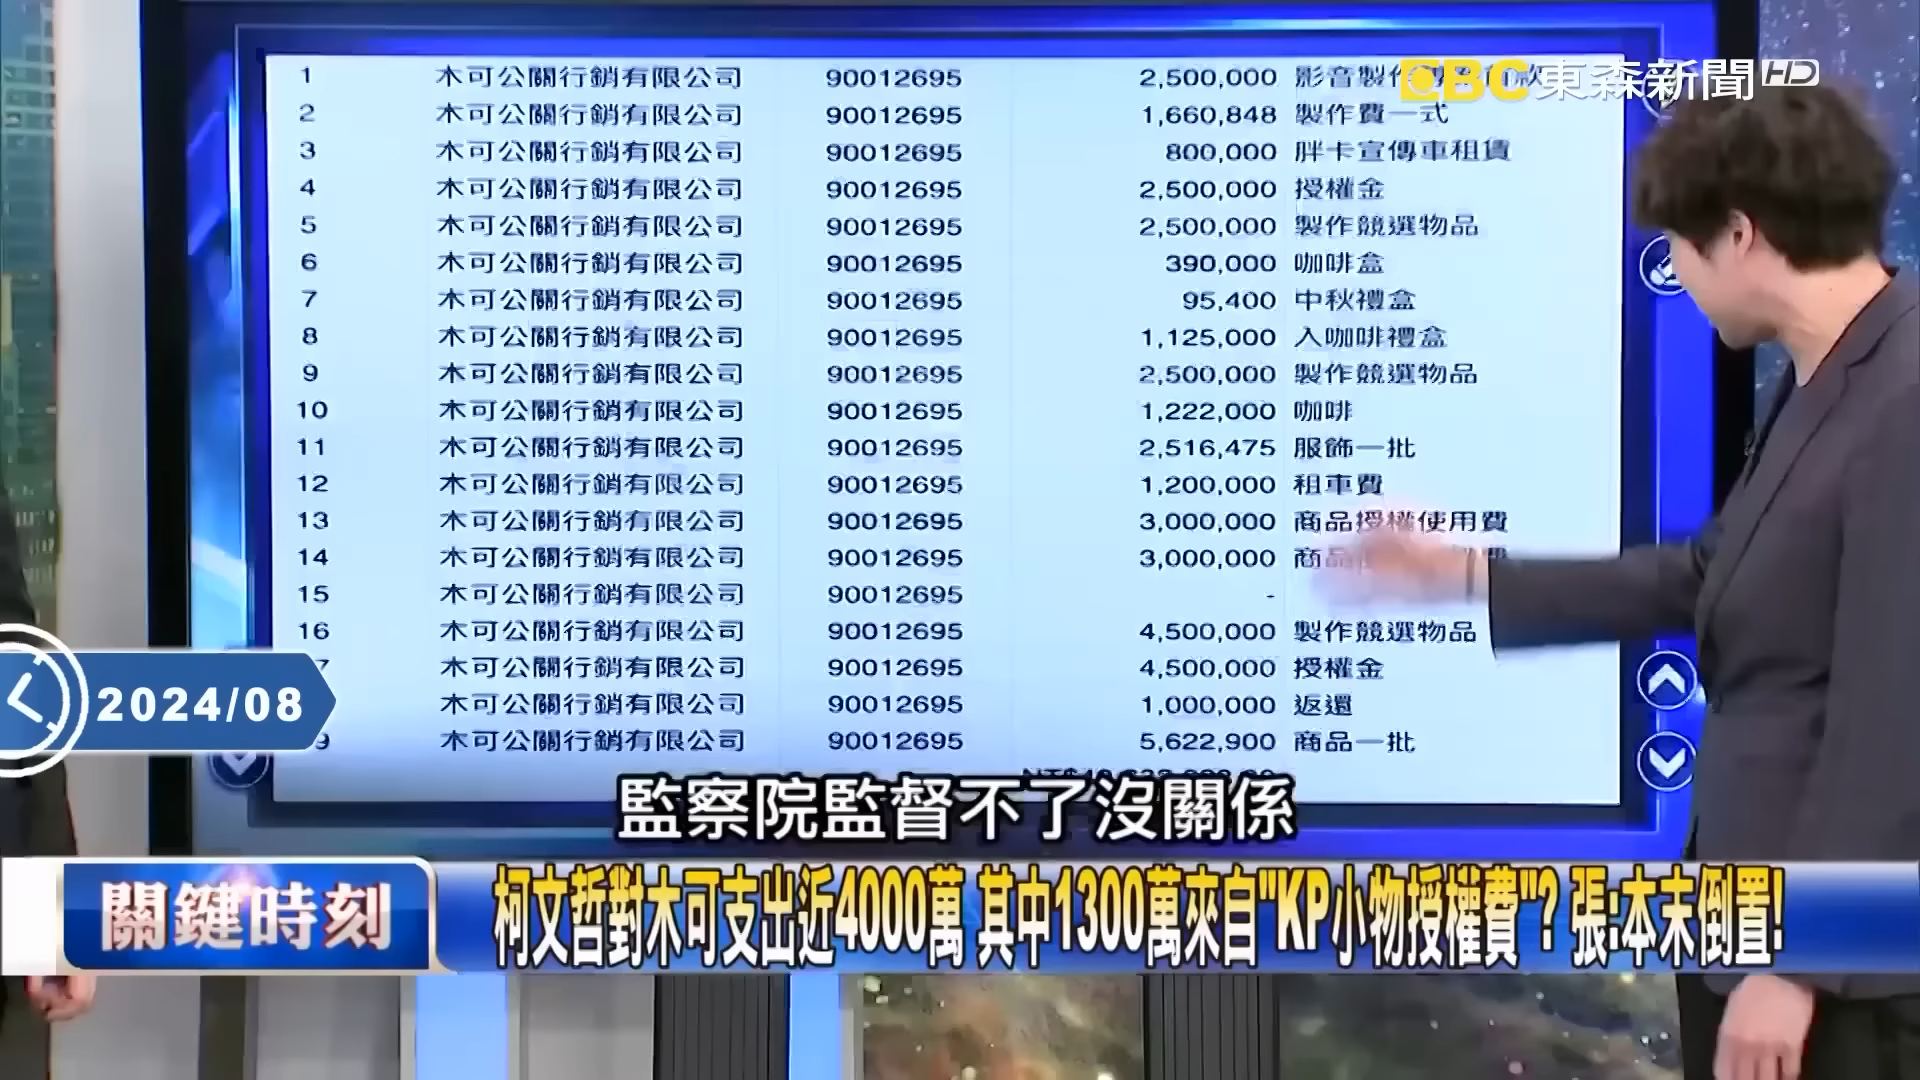 1 木可公關行銷有限公司 90012695 2,500,000 影音製作
EBC 東森新聞 HD
2 木可公關行銷有限公司 90012695 1,660,848 製作費一式
3 木可公關行銷有限公司 90012695 800,000 胖卡宣傳車租賃
4 木可公關行銷有限公司 90012695 2,500,000 授權金
5 木可公關行銷有限公司 90012695 2,500,000 製作競選物品
6 木可公關行銷有限公司 90012695 390,000 咖啡盒
7 木可公關行銷有限公司 90012695 95,400 中秋禮盒
8 木可公關行銷有限公司 90012695 1,125,000 入咖啡禮盒
9 木可公關行銷有限公司 90012695 2,500,000 製作競選物品
10 木可公關行銷有限公司 90012695 1,222,000 咖啡
11 木可公關行銷有限公司 90012695 2,516,475 服飾一批
12 木可公關行銷有限公司 90012695 1,200,000 租車費
13 木可公關行銷有限公司 90012695 3,000,000 商品授權使用費
14 木可公關行銷有限公司 90012695 3,000,000 商品
15 木可公關行銷有限公司 90012695 -
16 木可公關行銷有限公司 90012695 4,500,000 製作競選物品
7 木可公關行銷有限公司 90012695 4,500,000 授權金
木可公關行銷有限公司 90012695 1,000,000 返還
9 木可公關行銷有限公司 90012695 5,622,900 商品一批
2024/08
監察院監督不了沒關係
關鍵時刻
柯文哲對木可支出近4000萬 其中1300萬來自"KP小物授權費"? 張:本末倒置!